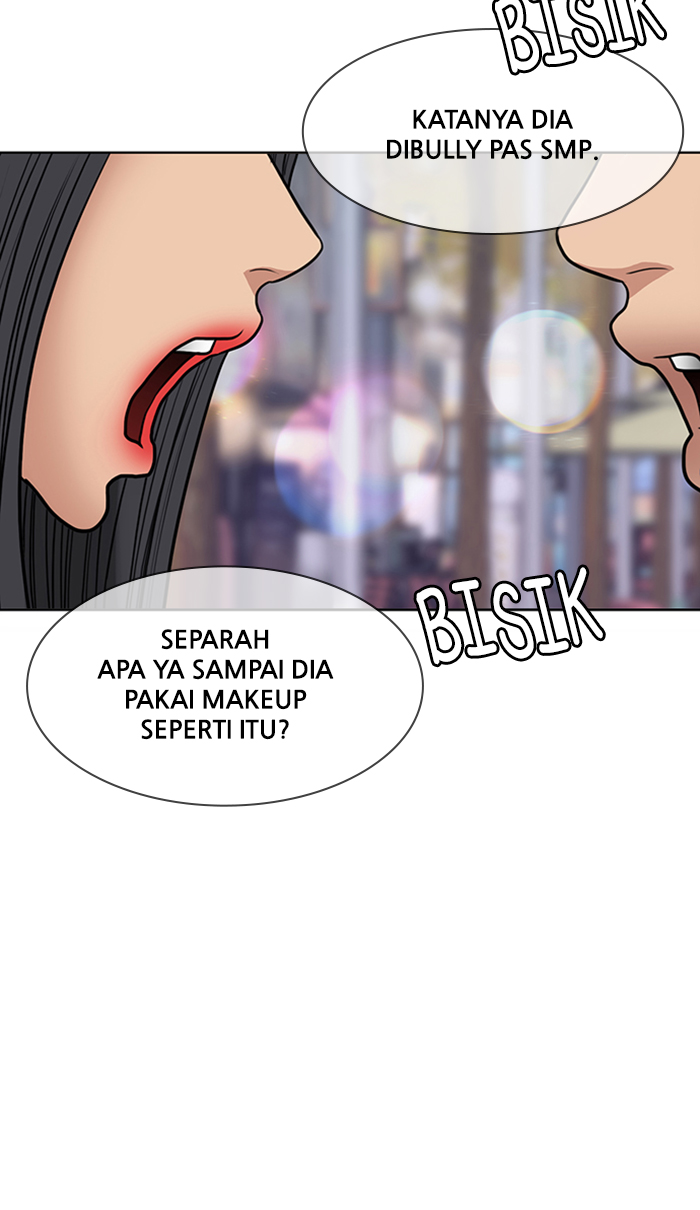 BISIK
KATANYA DIA
DIBULLY PAS SMP.
BISIK
SEPARAH
APA YA SAMPAI DIA
PAKAI MAKEUP
SEPERTI ITU?